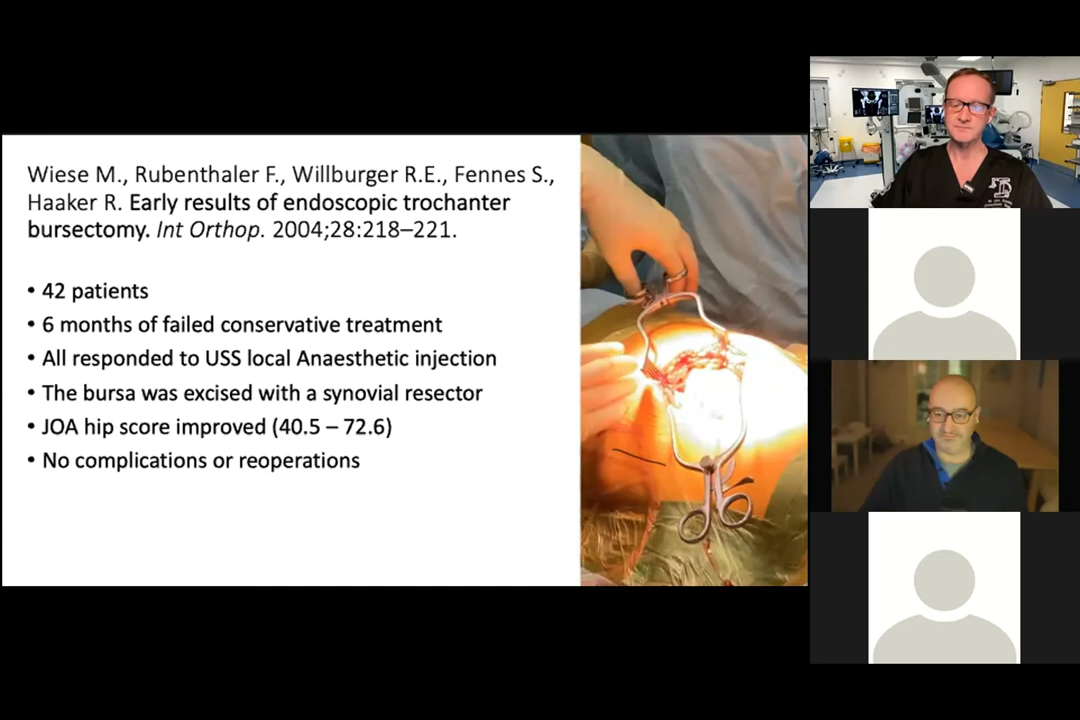 Wiese M., Rubenthaler F., Willburger R.E., Fennes S.,
Haaker R. Early results of endoscopic trochanter
bursectomy. Int Orthop. 2004;28:218–221.
• 42 patients
• 6 months of failed conservative treatment
• All responded to USS local Anaesthetic injection
• The bursa was excised with a synovial resector
• JOA hip score improved (40.5 – 72.6)
• No complications or reoperations